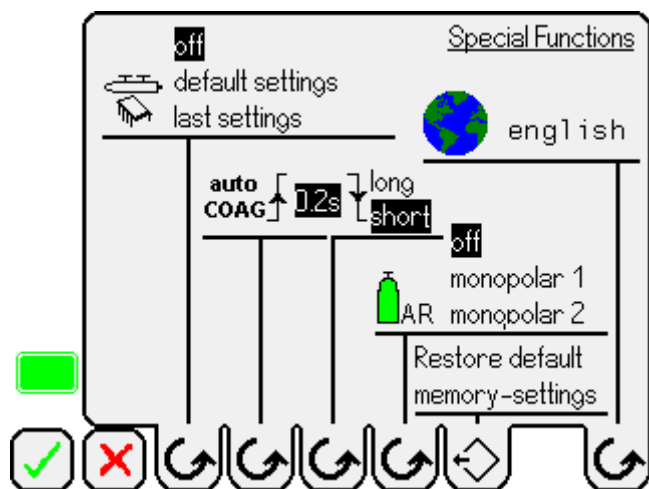 Special Functions
off
default settings
last settings
english
auto
COAG
0.2s
long
short
off
monopolar 1
AR monopolar 2
Restore default
memory-settings